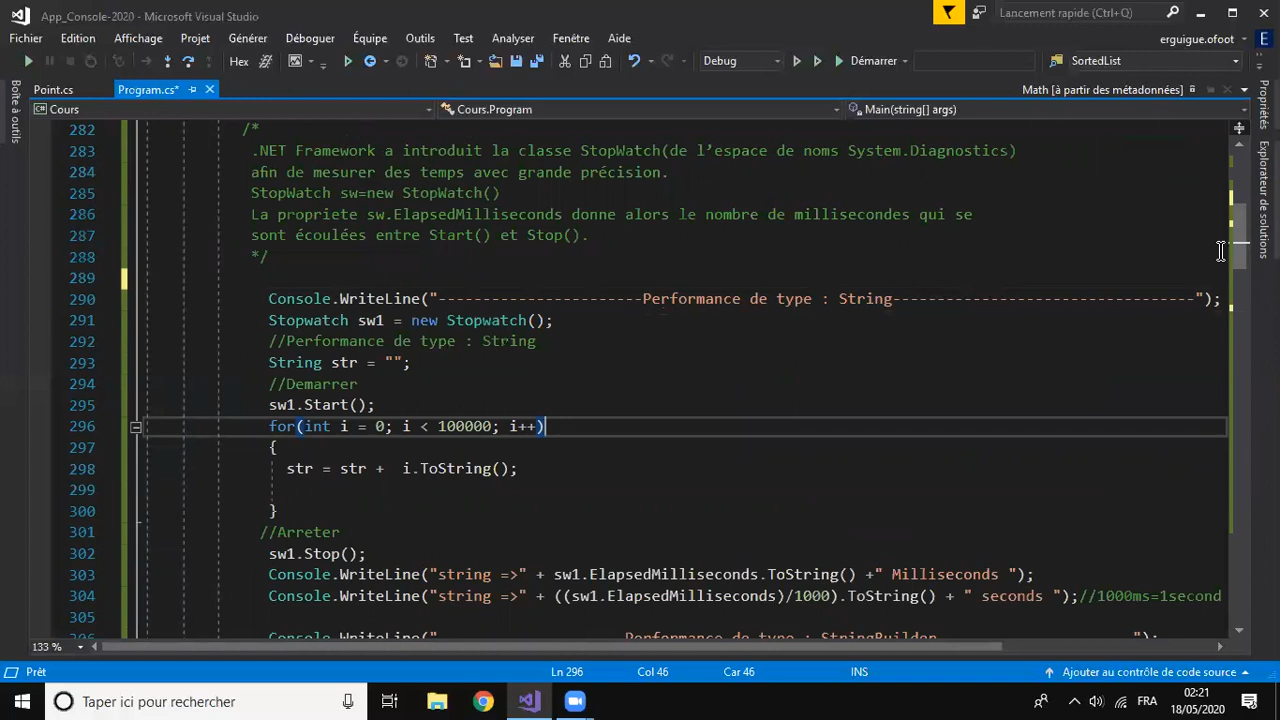 App_Console-2020 - Microsoft Visual Studio
Lancement rapide (Ctrl+Q)
Fichier Edition Affichage Projet Générer Déboguer Équipe Outils Test Analyser Fenêtre Aide
erguigue.ofoot E
Hex Debug Démarrer SortedList
Boîte à outils
Point.cs Program.cs* Math [à partir des métadonnées]
Cours Cours.Program Main(string[] args)
Propriétés
Explorateur de solutions
282 /*
283 .NET Framework a introduit la classe StopWatch(de l’espace de noms System.Diagnostics)
284 afin de mesurer des temps avec grande précision.
285 StopWatch sw=new StopWatch()
286 La propriete sw.ElapsedMilliseconds donne alors le nombre de millisecondes qui se
287 sont écoulées entre Start() et Stop().
288 */
289
290 Console.WriteLine("-----------------------Performance de type : String----------------------------------");
291 Stopwatch sw1 = new Stopwatch();
292 //Performance de type : String
293 String str = "";
294 //Demarrer
295 sw1.Start();
296 for(int i = 0; i < 100000; i++)
297 {
298 str = str +  i.ToString();
299
300 }
301 //Arreter
302 sw1.Stop();
303 Console.WriteLine("string =>" + sw1.ElapsedMilliseconds.ToString() +" Milliseconds ");
304 Console.WriteLine("string =>" + ((sw1.ElapsedMilliseconds)/1000).ToString() + " seconds ");//1000ms=1second
305
306 Console.WriteLine("                     Performance de type : StringBuilder                      ");
133 %
Prêt Ln 296 Col 46 Car 46 INS Ajouter au contrôle de code source
Taper ici pour rechercher
FRA 02:21
18/05/2020